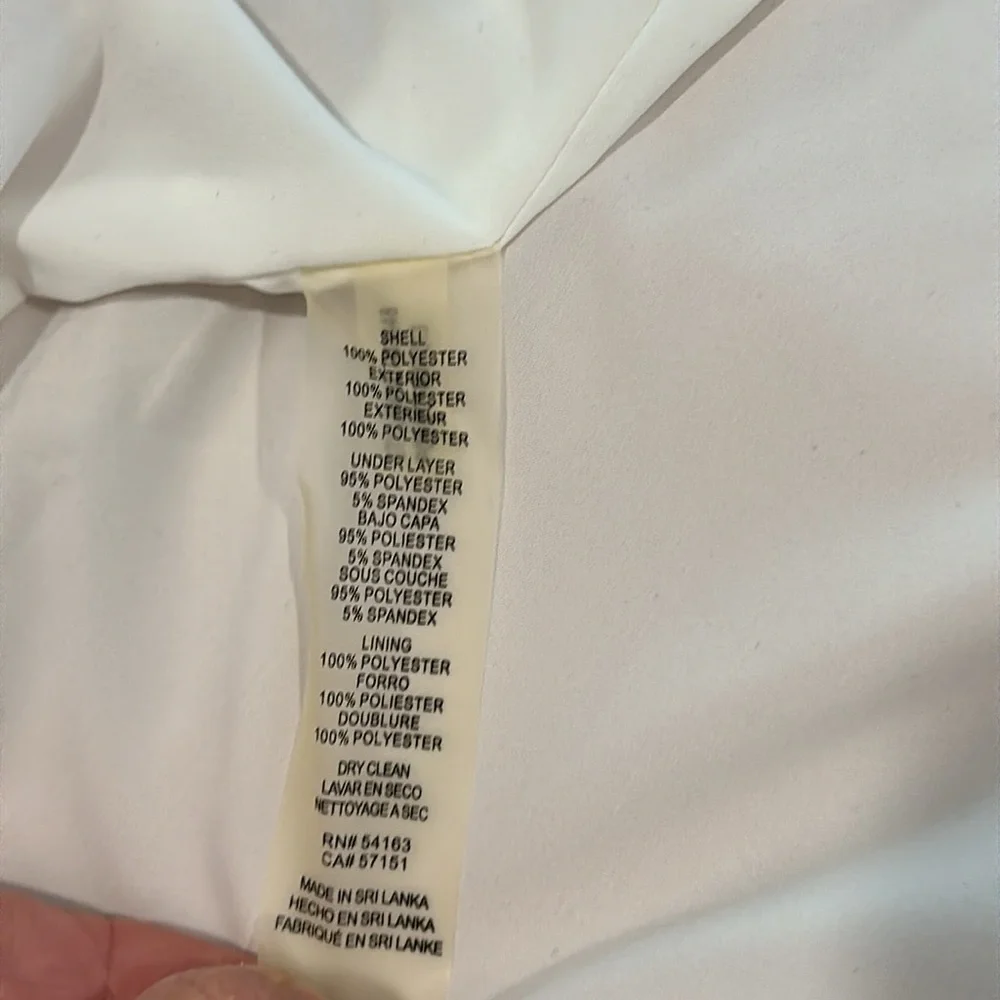 SHELL
100% POLYESTER
EXTERIOR
100% POLIESTER
EXTERIEUR
100% POLYESTER
UNDER LAYER
95% POLYESTER
5% SPANDEX
BAJO CAPA
95% POLIESTER
5% SPANDEX
SOUS COUCHE
95% POLYESTER
5% SPANDEX
LINING
100% POLYESTER
FORRO
100% POLIESTER
DOUBLURE
100% POLYESTER
DRY CLEAN
LAVAR EN SECO
NETTOYAGE A SEC
RN# 54163
CA# 57151
MADE IN SRI LANKA
HECHO EN SRI LANKA
FABRIQUÉ EN SRI LANKE